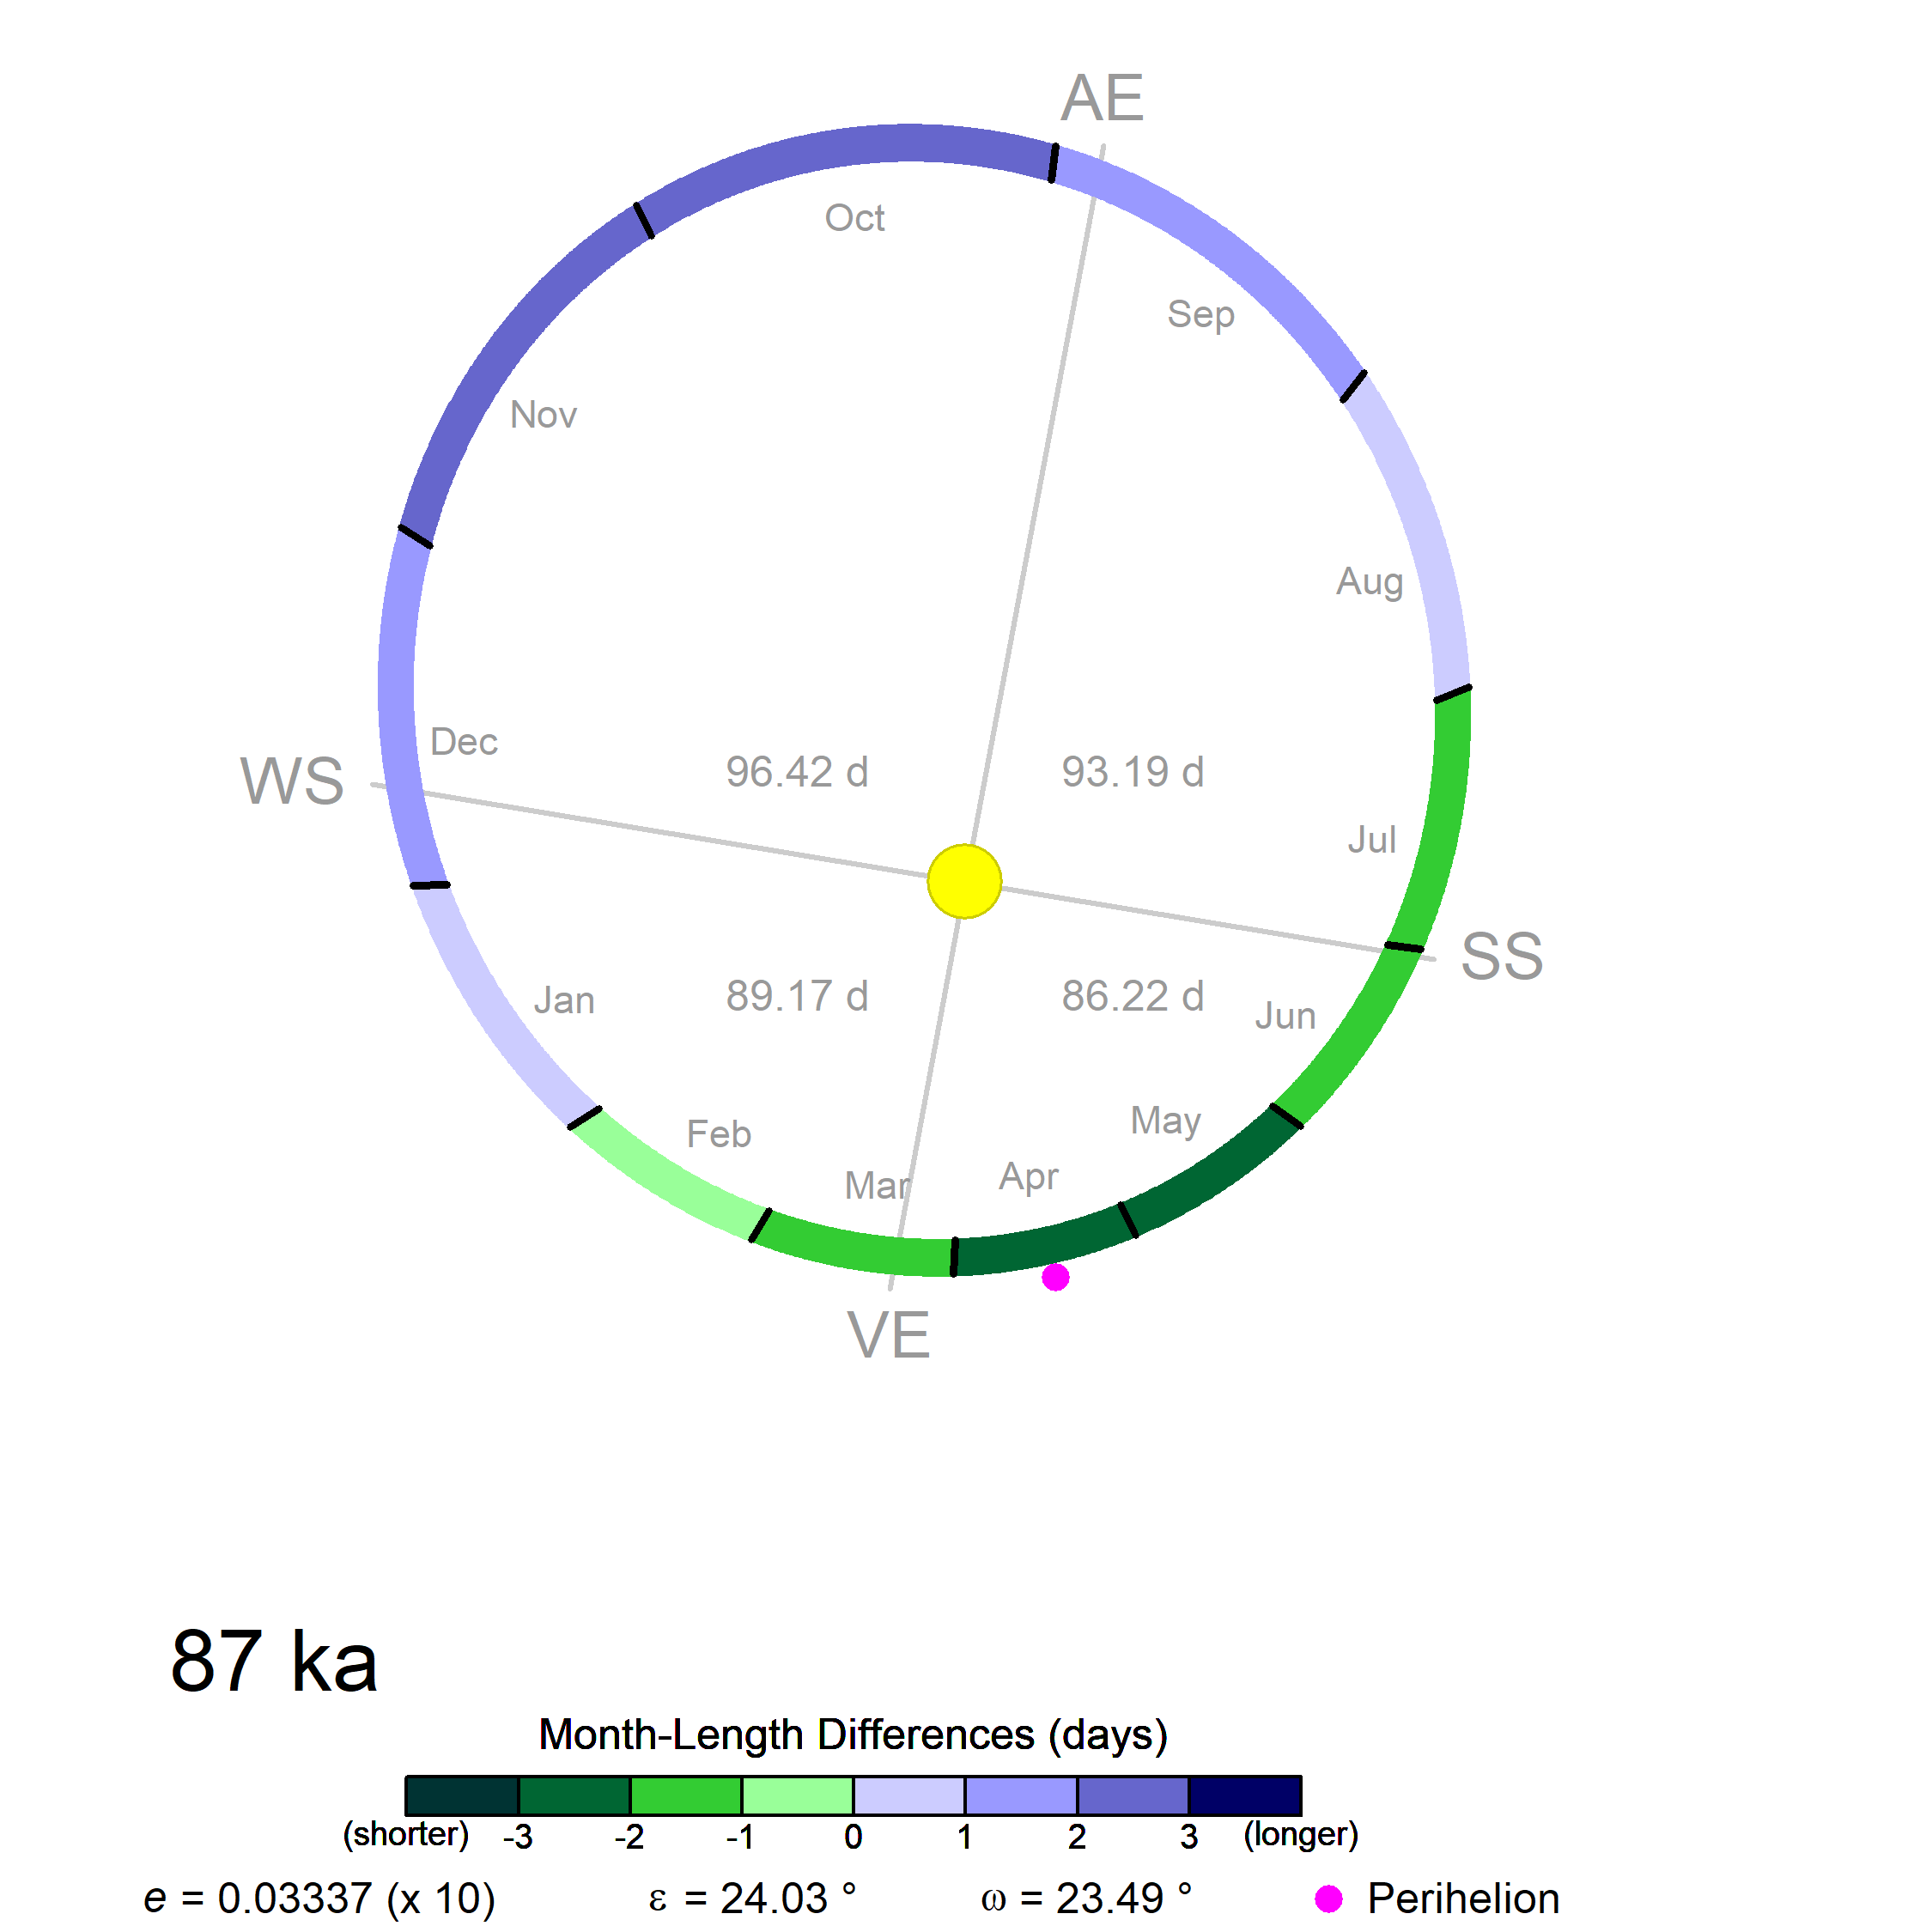 AE
Oct
Sep
Nov
Aug
WS
Dec
96.42 d
93.19 d
Jul
SS
Jan
89.17 d
86.22 d
Jun
Feb
May
Mar
Apr
VE
87 ka
Month-Length Differences (days)
(shorter) -3 -2 -1 0 1 2 3 (longer)
e = 0.03337 (x 10) ε = 24.03 ° ω = 23.49 ° Perihelion